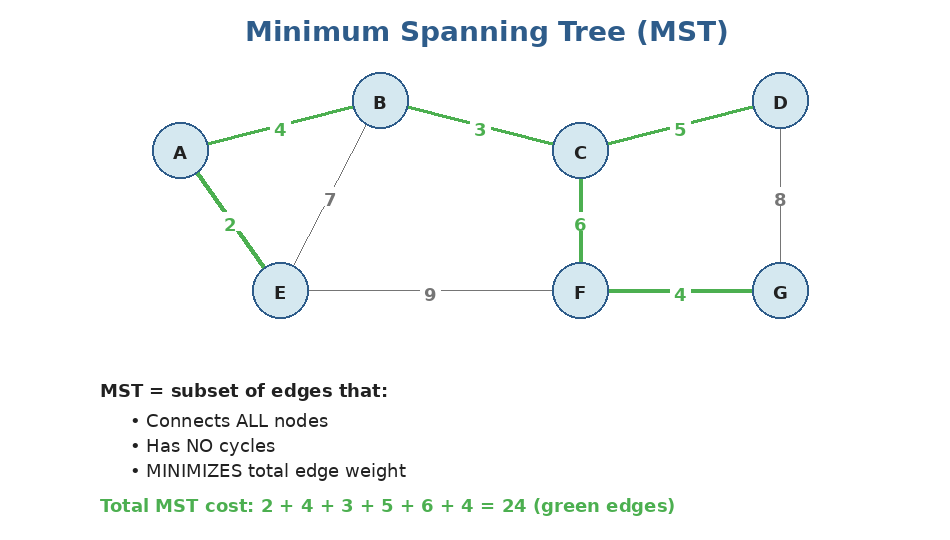 Minimum Spanning Tree (MST)
B
D
4
3
5
A
C
7
8
2
6
E
9
F
4
G
MST = subset of edges that:
• Connects ALL nodes
• Has NO cycles
• MINIMIZES total edge weight
Total MST cost: 2 + 4 + 3 + 5 + 6 + 4 = 24 (green edges)